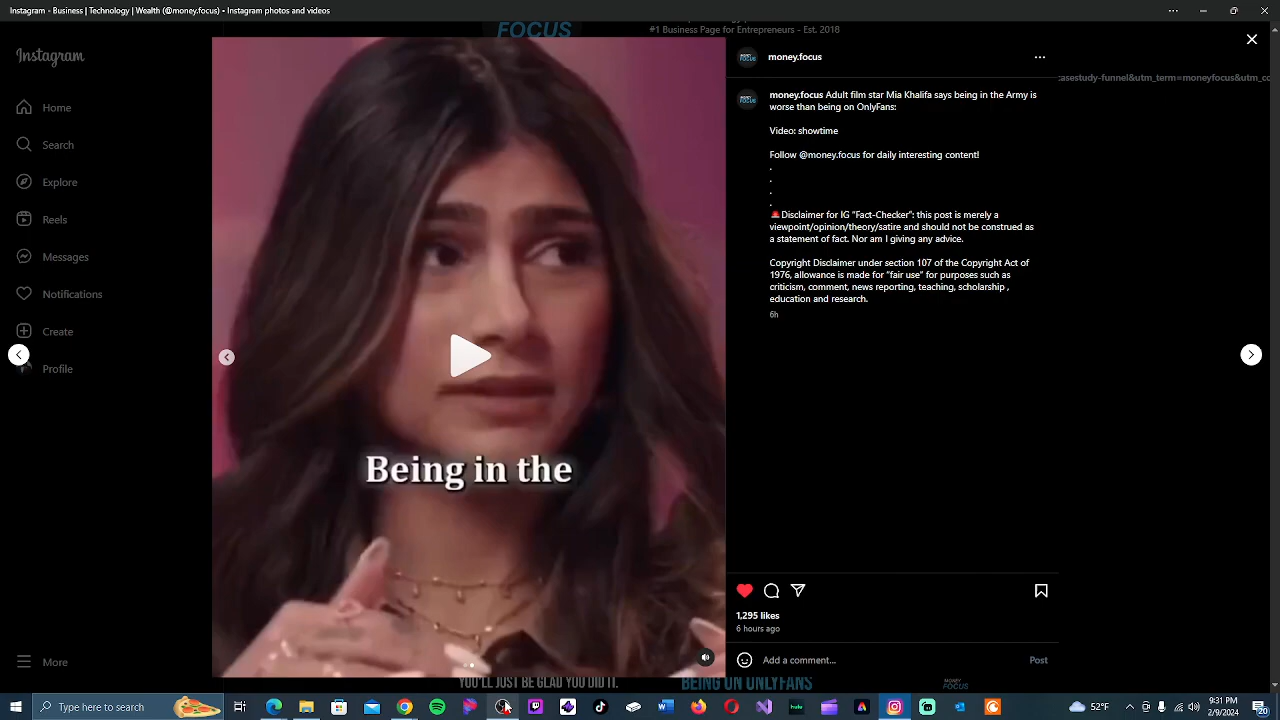 Instagram - Business | Technology | Wealth (@money.focus) • Instagram photos and videos
FOCUS
#1 Business Page for Entrepreneurs - Est. 2018
Instagram
money.focus
Home
Search
Explore
Reels
Messages
Notifications
Create
Profile
More
money.focus Adult film star Mia Khalifa says being in the Army is
worse than being on OnlyFans:
Video: showtime
Follow @money.focus for daily interesting content!
.
.
.
.
🚨Disclaimer for IG “Fact-Checker”: this post is merely a
viewpoint/opinion/theory/satire and should not be construed as
a statement of fact. Nor am I giving any advice.
Copyright Disclaimer under section 107 of the Copyright Act of
1976, allowance is made for “fair use” for purposes such as
criticism, comment, news reporting, teaching, scholarship ,
education and research.
6h
Being in the
1,295 likes
6 hours ago
Add a comment...
Post
YOU'LL JUST BE GLAD YOU DID IT.
BEING ON ONLYFANS
MONEY
FOCUS
Type here to search
hulu
55°F
9:31 PM
2/9/2024